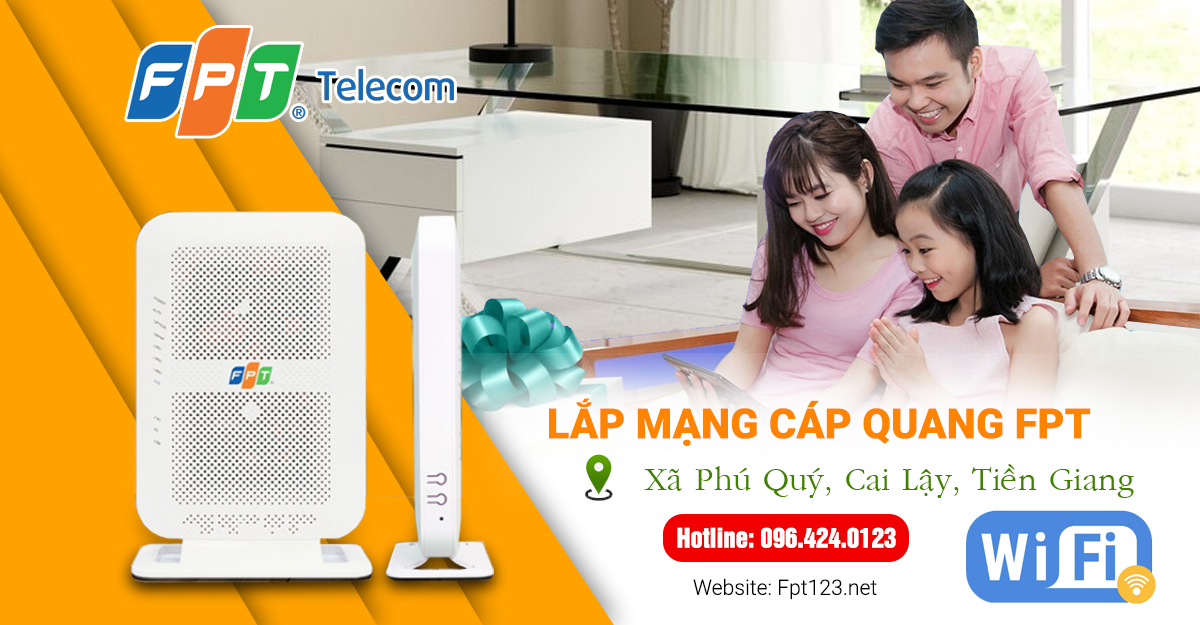 FPT® Telecom
FPT
LẮP MẠNG CÁP QUANG FPT
Xã Phú Quý, Cai Lậy, Tiền Giang
Hotline: 096.424.0123
Website: Fpt123.net
WiFi